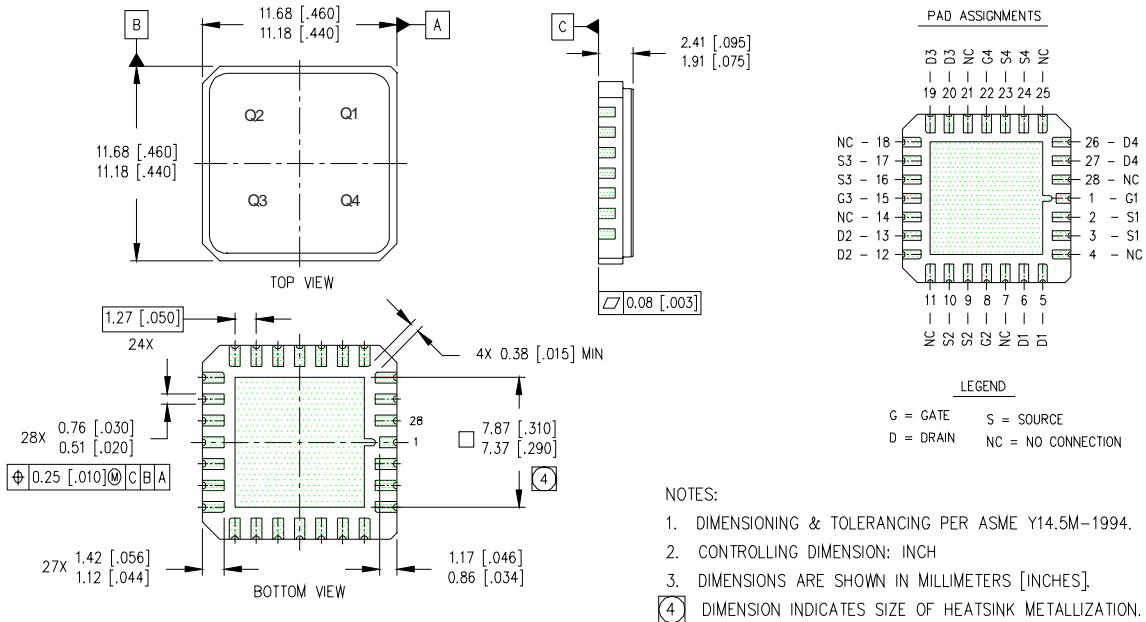 B
11.68 [.460]
11.18 [.440]
A
11.68 [.460]
11.18 [.440]
Q2
Q1
Q3
Q4
TOP VIEW
C
2.41 [.095]
1.91 [.075]
0.08 [.003]
PAD ASSIGNMENTS
D3 D3 NC G4 S4 S4 NC
19 20 21 22 23 24 25
NC - 18
S3 - 17
S3 - 16
G3 - 15
NC - 14
D2 - 13
D2 - 12
26 - D4
27 - D4
28 - NC
1 - G1
2 - S1
3 - S1
4 - NC
11 10 9 8 7 6 5
NC S2 S2 G2 NC D1 D1
LEGEND
G = GATE
S = SOURCE
D = DRAIN
NC = NO CONNECTION
1.27 [.050]
24X
4X 0.38 [.015] MIN
28X 0.76 [.030]
0.51 [.020]
0.25 [.010] Ⓜ C B A
28
1
7.87 [.310]
7.37 [.290]
4
27X 1.42 [.056]
1.12 [.044]
1.17 [.046]
0.86 [.034]
BOTTOM VIEW
NOTES:
1. DIMENSIONING & TOLERANCING PER ASME Y14.5M-1994.
2. CONTROLLING DIMENSION: INCH
3. DIMENSIONS ARE SHOWN IN MILLIMETERS [INCHES].
4 DIMENSION INDICATES SIZE OF HEATSINK METALLIZATION.